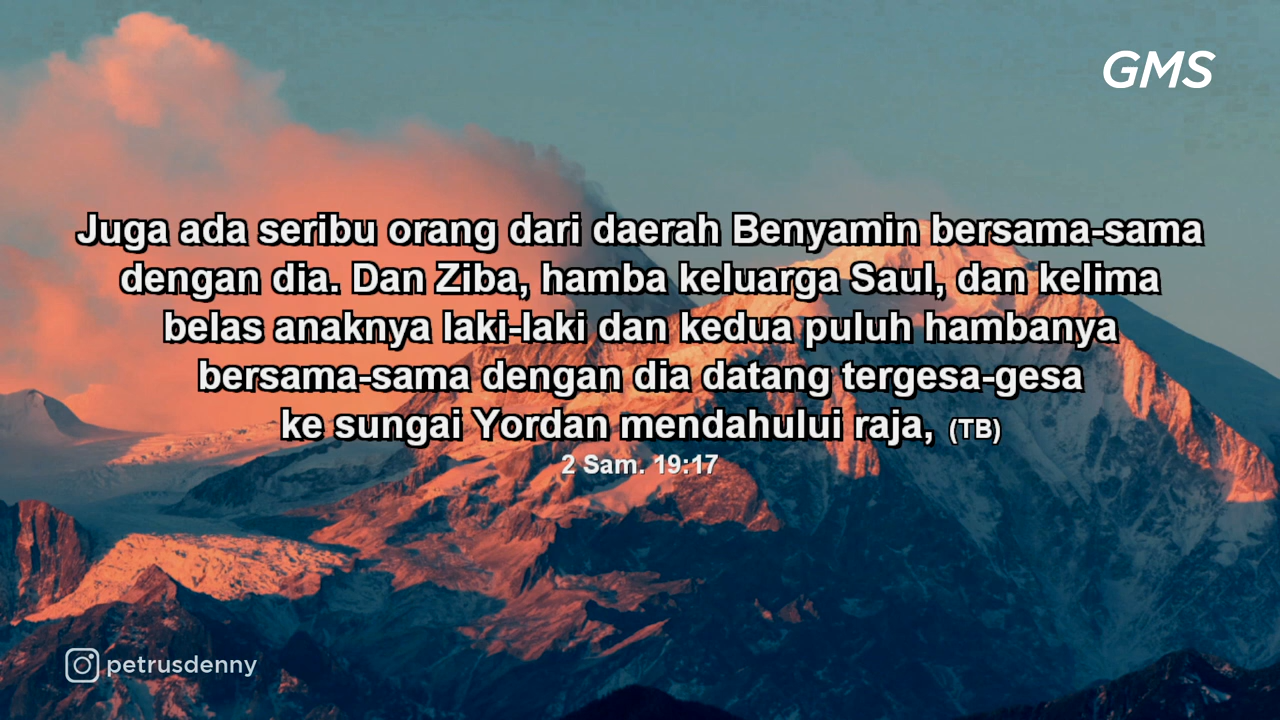 GMS
Juga ada seribu orang dari daerah Benyamin bersama-sama
dengan dia. Dan Ziba, hamba keluarga Saul, dan kelima
belas anaknya laki-laki dan kedua puluh hambanya
bersama-sama dengan dia datang tergesa-gesa
ke sungai Yordan mendahului raja, (TB)
2 Sam. 19:17
petrusdenny